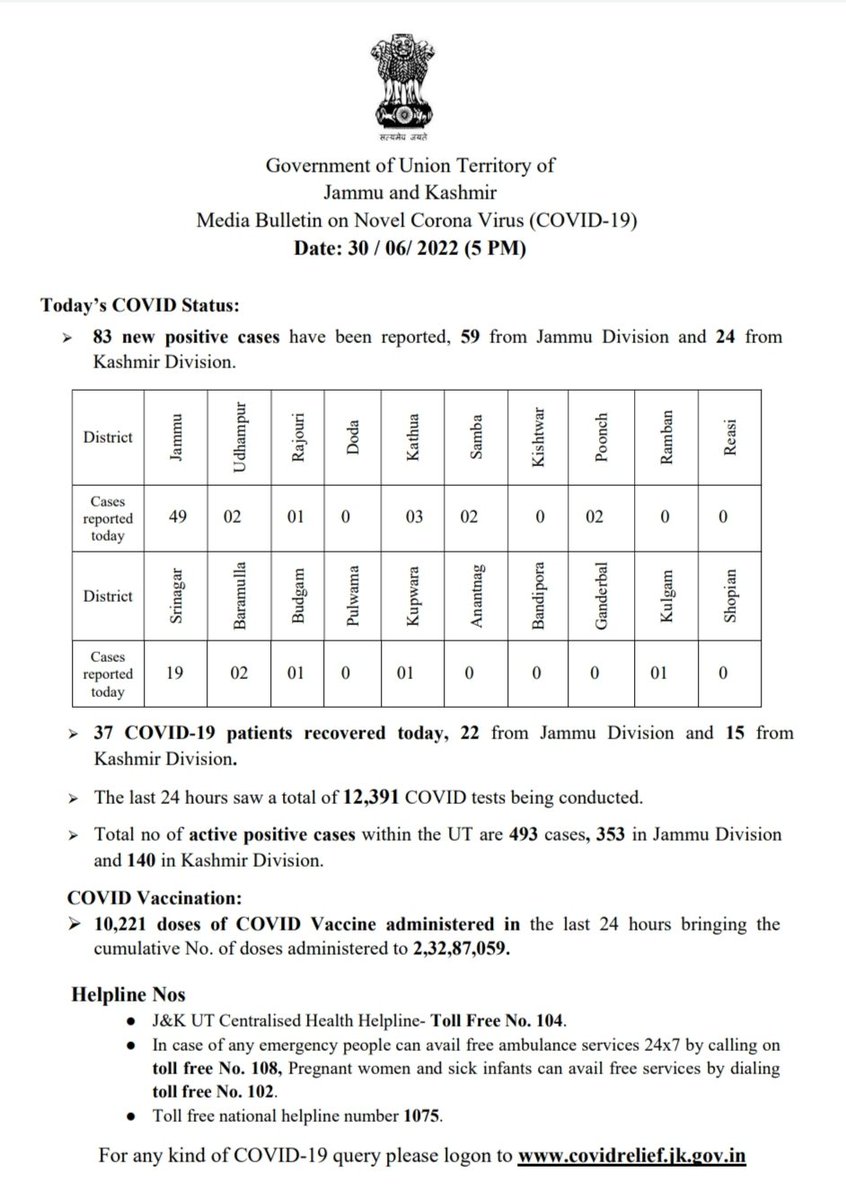 सत्यमेव जयते
Government of Union Territory of
Jammu and Kashmir
Media Bulletin on Novel Corona Virus (COVID-19)
Date: 30 / 06/ 2022 (5 PM)
Today’s COVID Status:
➢ 83 new positive cases have been reported, 59 from Jammu Division and 24 from
Kashmir Division.
District Jammu Udhampur Rajouri Doda Kathua Samba Kishtwar Poonch Ramban Reasi
Cases
reported
today 49 02 01 0 03 02 0 02 0 0
District Srinagar Baramulla Budgam Pulwama Kupwara Anantnag Bandipora Ganderbal Kulgam Shopian
Cases
reported
today 19 02 01 0 01 0 0 0 01 0
➢ 37 COVID-19 patients recovered today, 22 from Jammu Division and 15 from
Kashmir Division.
➢ The last 24 hours saw a total of 12,391 COVID tests being conducted.
➢ Total no of active positive cases within the UT are 493 cases, 353 in Jammu Division
and 140 in Kashmir Division.
COVID Vaccination:
➢ 10,221 doses of COVID Vaccine administered in the last 24 hours bringing the
cumulative No. of doses administered to 2,32,87,059.
Helpline Nos
● J&K UT Centralised Health Helpline- Toll Free No. 104.
● In case of any emergency people can avail free ambulance services 24x7 by calling on
toll free No. 108, Pregnant women and sick infants can avail free services by dialing
toll free No. 102.
● Toll free national helpline number 1075.
For any kind of COVID-19 query please logon to www.covidrelief.jk.gov.in